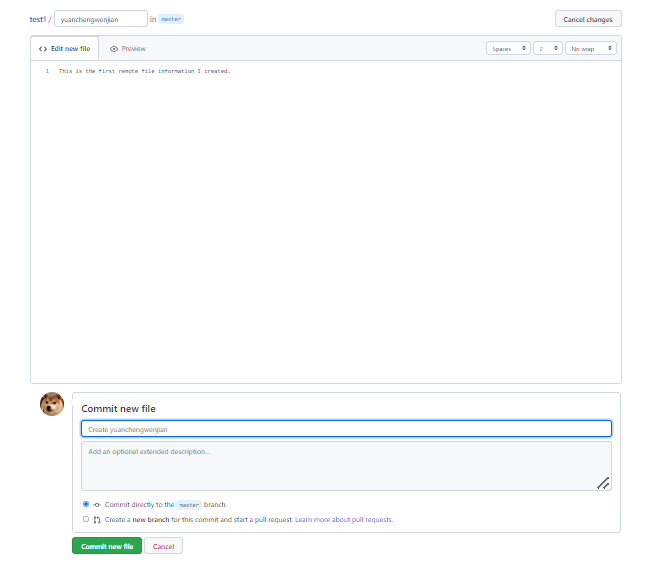 test1 / yuanchengwenjian in master Cancel changes
Edit new file Preview Spaces 2 No wrap
1 This is the first remote file information I created.
Commit new file
Create yuanchengwenjian
Add an optional extended description...
Commit directly to the master branch.
Create a new branch for this commit and start a pull request. Learn more about pull requests.
Commit new file Cancel